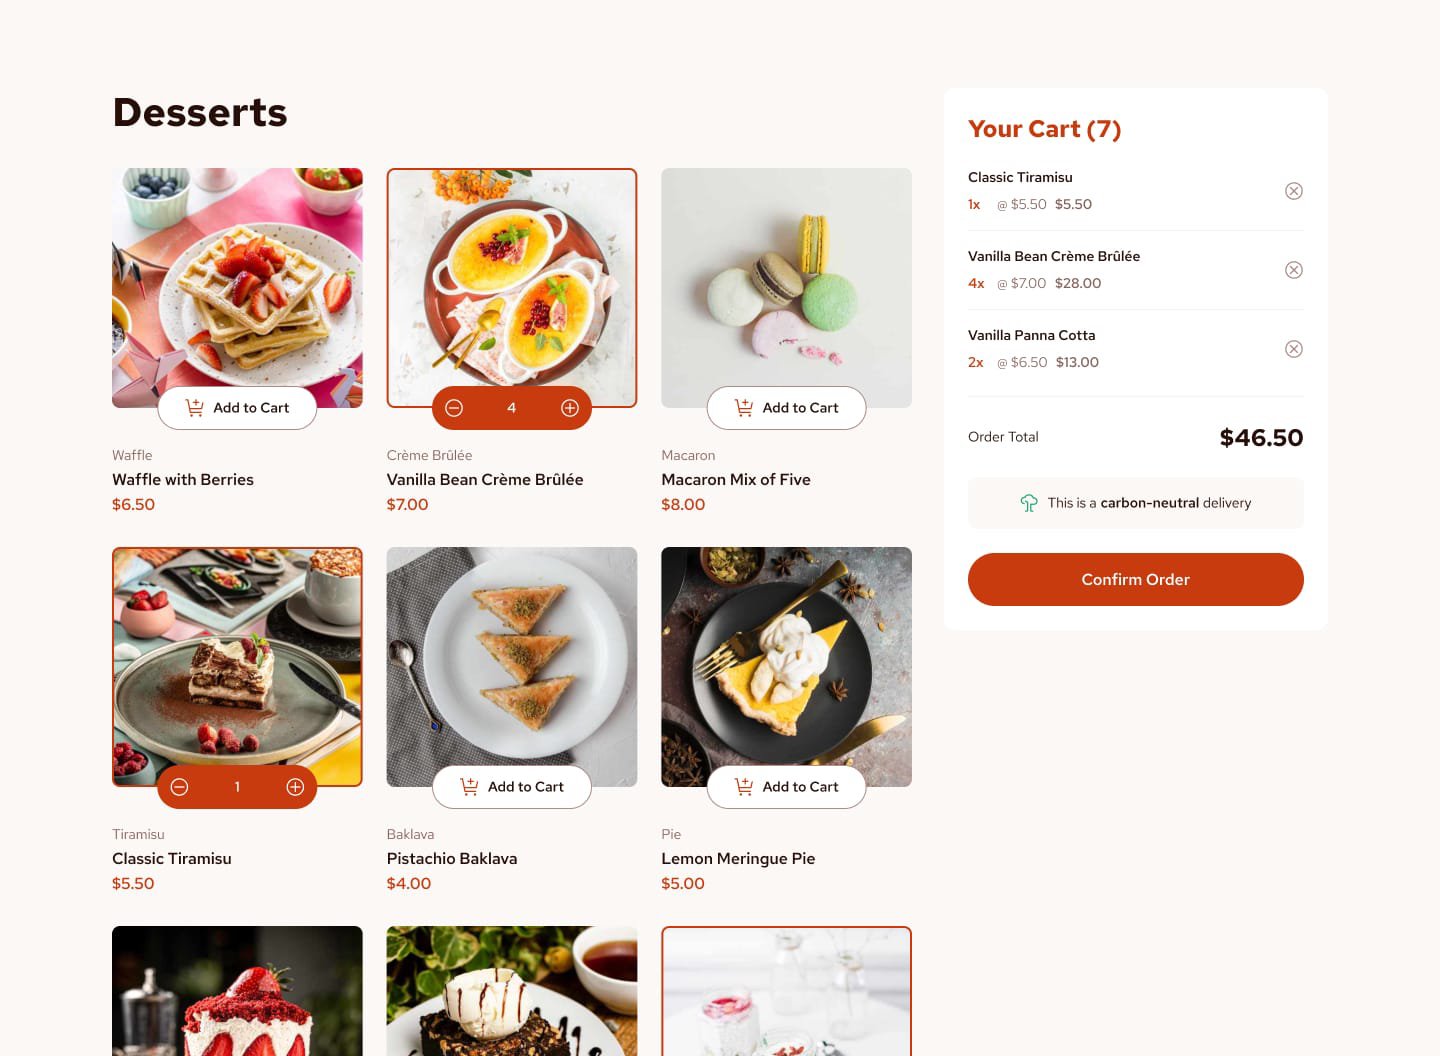 Desserts
Add to Cart
Waffle
Waffle with Berries
$6.50
4
Crème Brûlée
Vanilla Bean Crème Brûlée
$7.00
Add to Cart
Macaron
Macaron Mix of Five
$8.00
1
Tiramisu
Classic Tiramisu
$5.50
Add to Cart
Baklava
Pistachio Baklava
$4.00
Add to Cart
Pie
Lemon Meringue Pie
$5.00
Your Cart (7)
Classic Tiramisu
1x @ $5.50 $5.50
Vanilla Bean Crème Brûlée
4x @ $7.00 $28.00
Vanilla Panna Cotta
2x @ $6.50 $13.00
Order Total $46.50
This is a carbon-neutral delivery
Confirm Order